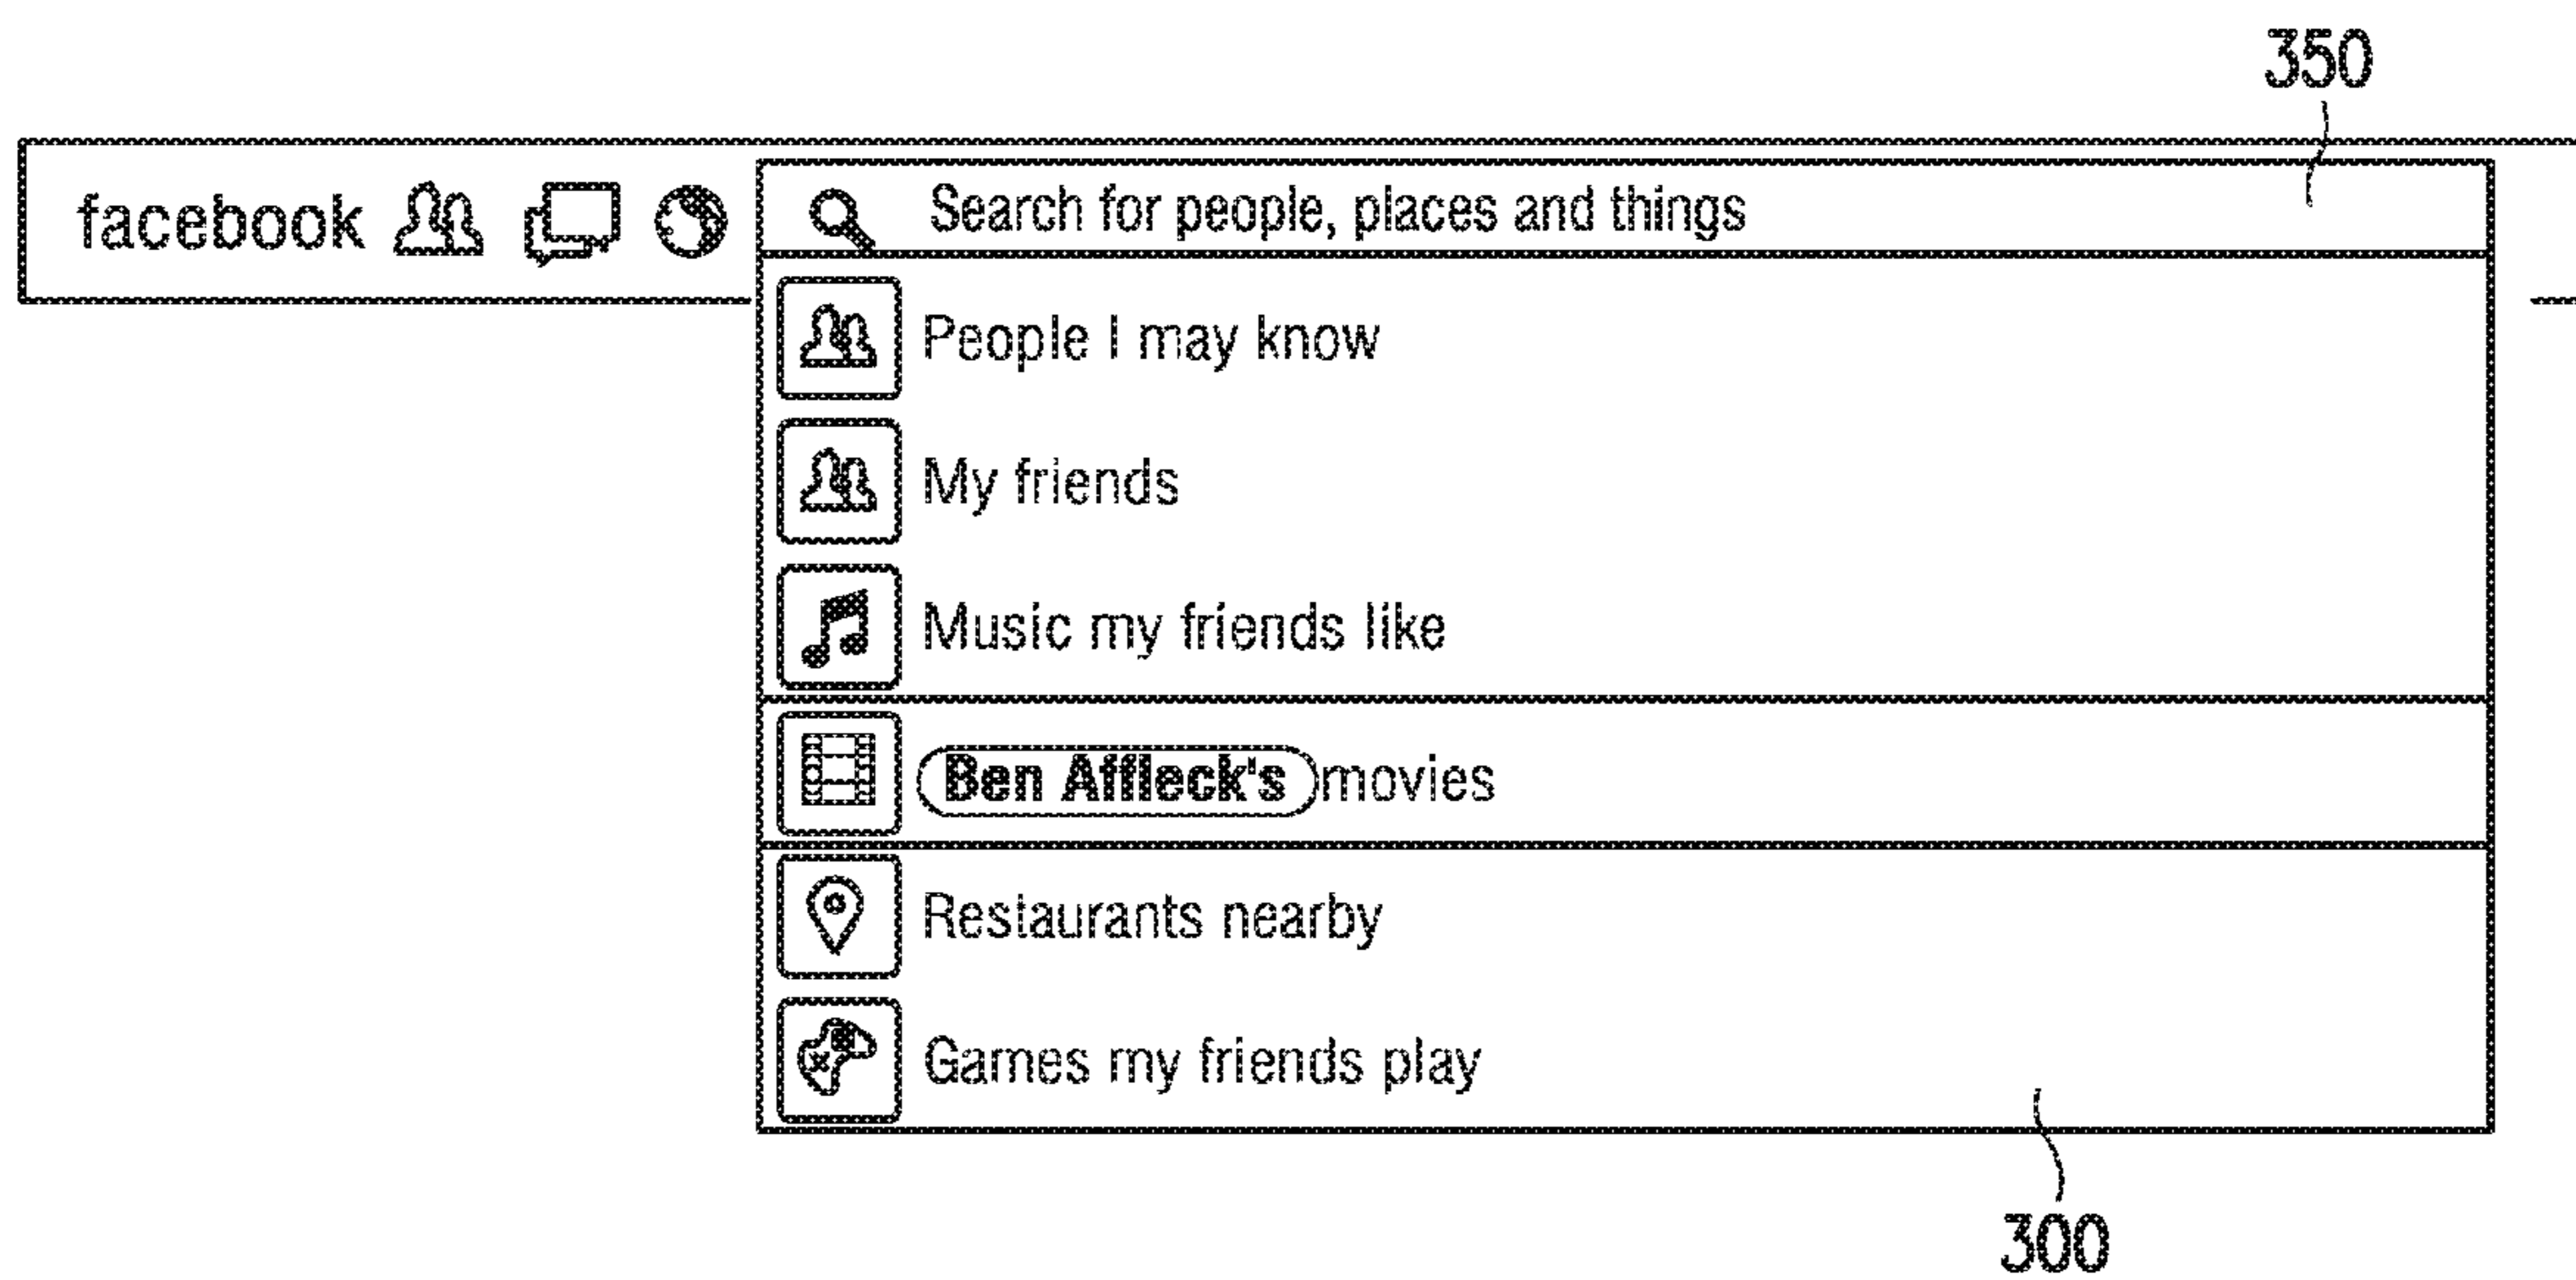 350
facebook
Search for people, places and things
People I may know
My friends
Music my friends like
Ben Affleck's movies
Restaurants nearby
Games my friends play
300